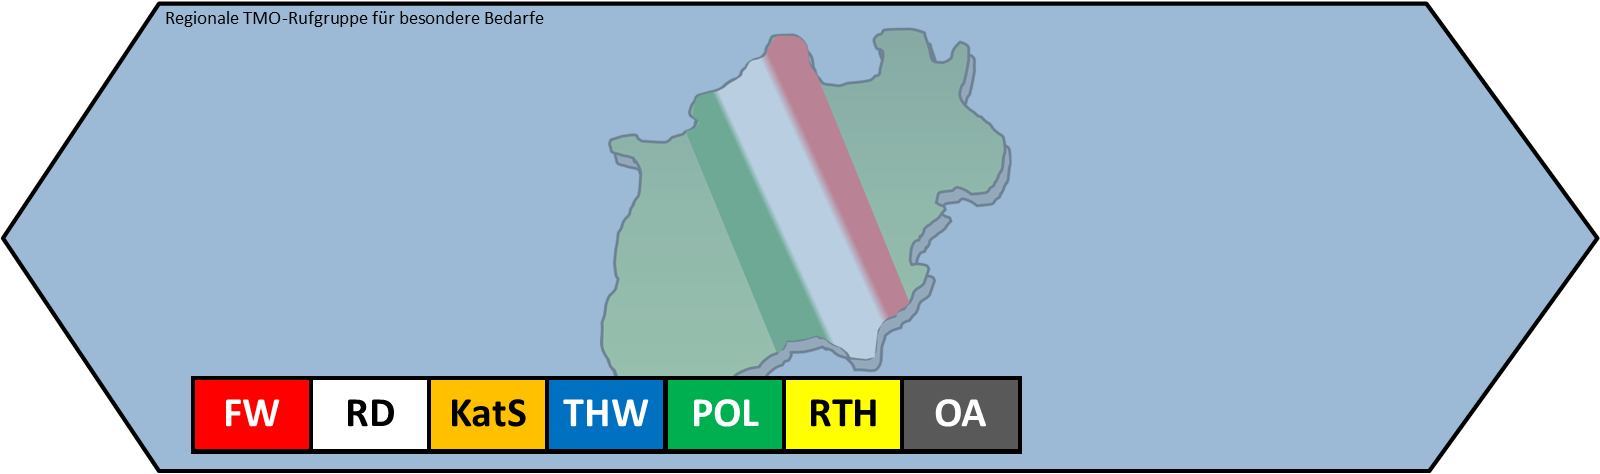 Regionale TMO-Rufgruppe für besondere Bedarfe
FW RD KatS THW POL RTH OA